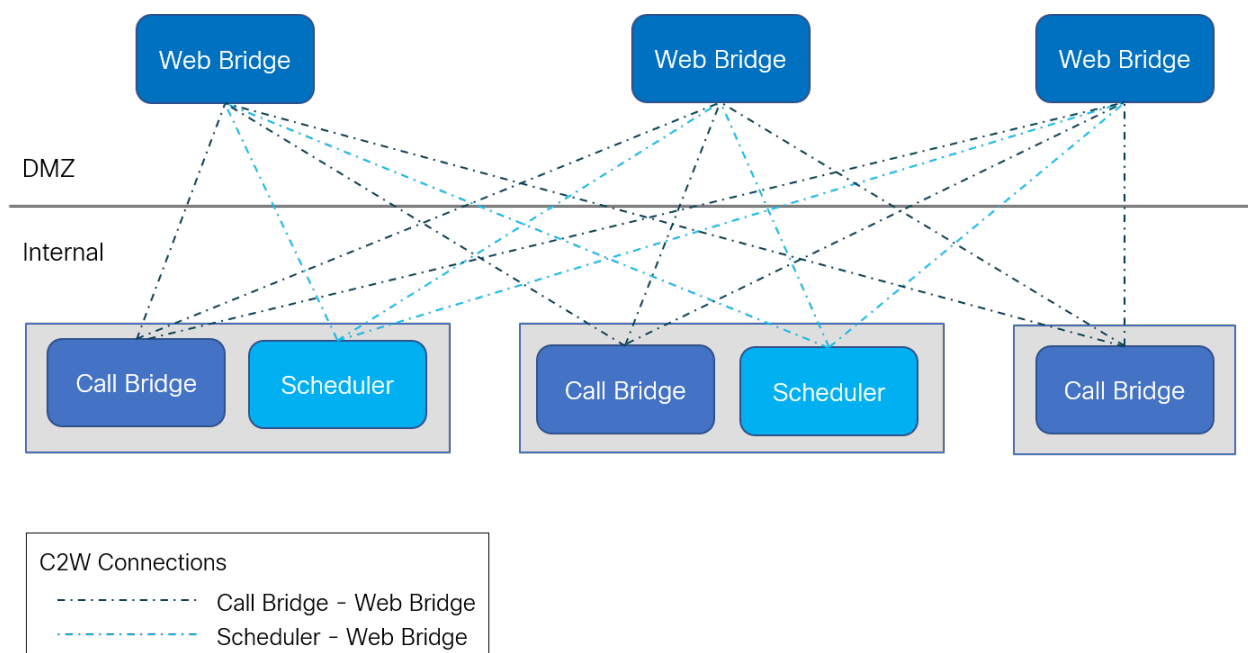 Web Bridge
Web Bridge
Web Bridge
DMZ
Internal
Call Bridge
Scheduler
Call Bridge
Scheduler
Call Bridge
C2W Connections
Call Bridge - Web Bridge
Scheduler - Web Bridge